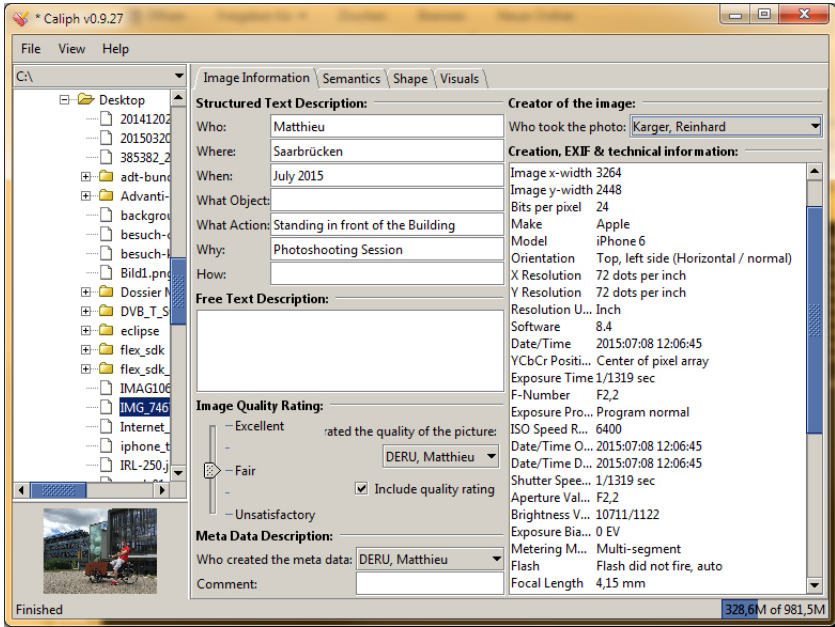 * Caliph v0.9.27
File View Help
C:\
Desktop
20141202
20150320
385382_2
adt-bund
Advanti-
backgrou
besuch-
besuch-
Bild1.png
Dossier
DVB_T_S
eclipse
flex_sdk
flex_sdk_
IMAG106
IMG_746
Internet_
iphone_t
IRL-250.j
Finished
Image Information Semantics Shape Visuals
Structured Text Description:
Who: Matthieu
Where: Saarbrücken
When: July 2015
What Object:
What Action: Standing in front of the Building
Why: Photoshooting Session
How:
Free Text Description:
Image Quality Rating:
Excellent
Fair
Unsatisfactory
rated the quality of the picture:
DERU, Matthieu
Include quality rating
Meta Data Description:
Who created the meta data: DERU, Matthieu
Comment:
Creator of the image:
Who took the photo: Karger, Reinhard
Creation, EXIF & technical information:
Image x-width 3264
Image y-width 2448
Bits per pixel 24
Make Apple
Model iPhone 6
Orientation Top, left side (Horizontal / normal)
X Resolution 72 dots per inch
Y Resolution 72 dots per inch
Resolution U... Inch
Software 8.4
Date/Time 2015:07:08 12:06:45
YCbCr Positi... Center of pixel array
Exposure Time 1/1319 sec
F-Number F2,2
Exposure Pro... Program normal
ISO Speed R... 6400
Date/Time O... 2015:07:08 12:06:45
Date/Time D... 2015:07:08 12:06:45
Shutter Spee... 1/1319 sec
Aperture Val... F2,2
Brightness V... 10711/1122
Exposure Bia... 0 EV
Metering M... Multi-segment
Flash Flash did not fire, auto
Focal Length 4,15 mm
328,6M of 981,5M